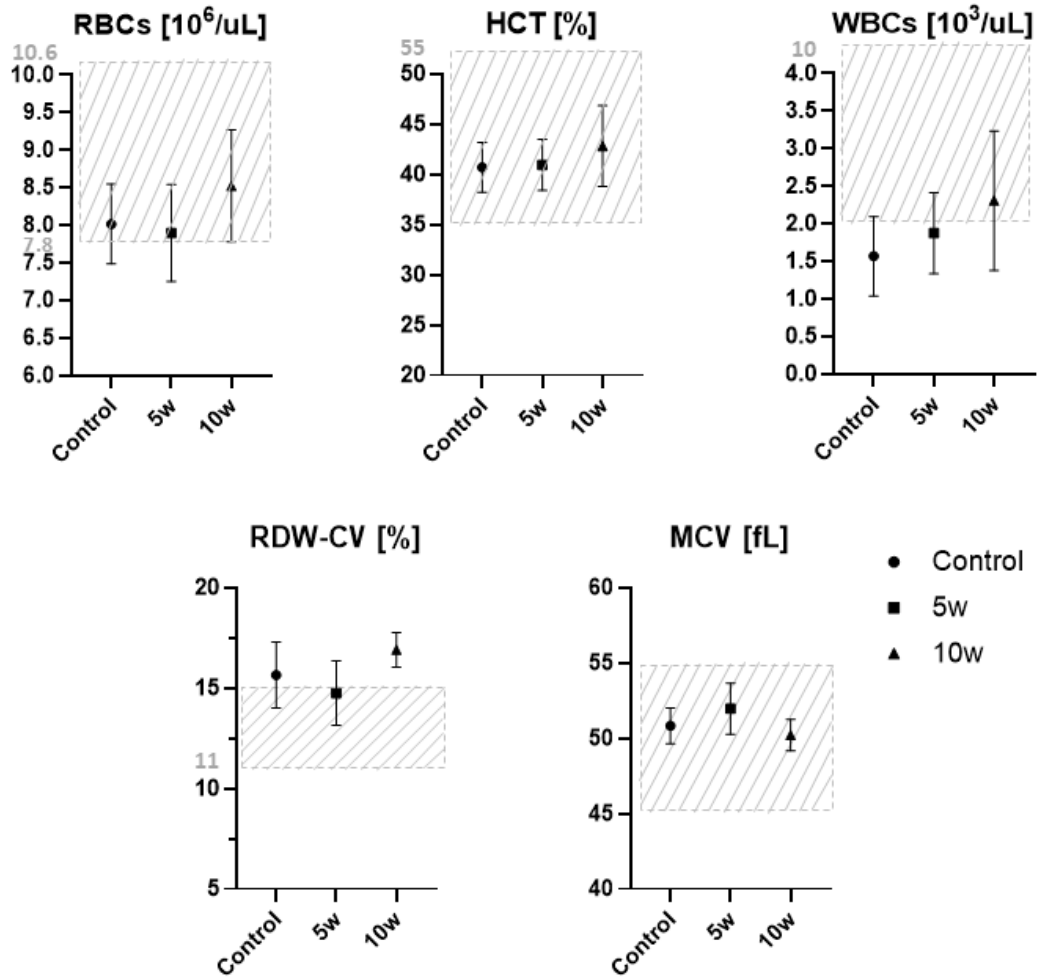 RBCs [10⁶/uL]
10.6
10.0
9.5
9.0
8.5
8.0
7.8
7.5
7.0
6.5
6.0
Control
5w
10w
HCT [%]
55
50
45
40
35
30
25
20
Control
5w
10w
WBCs [10³/uL]
10
4.0
3.5
3.0
2.5
2.0
1.5
1.0
0.5
0.0
Control
5w
10w
RDW-CV [%]
20
15
11
10
5
Control
5w
10w
MCV [fL]
60
55
50
45
40
Control
5w
10w
Control
5w
10w